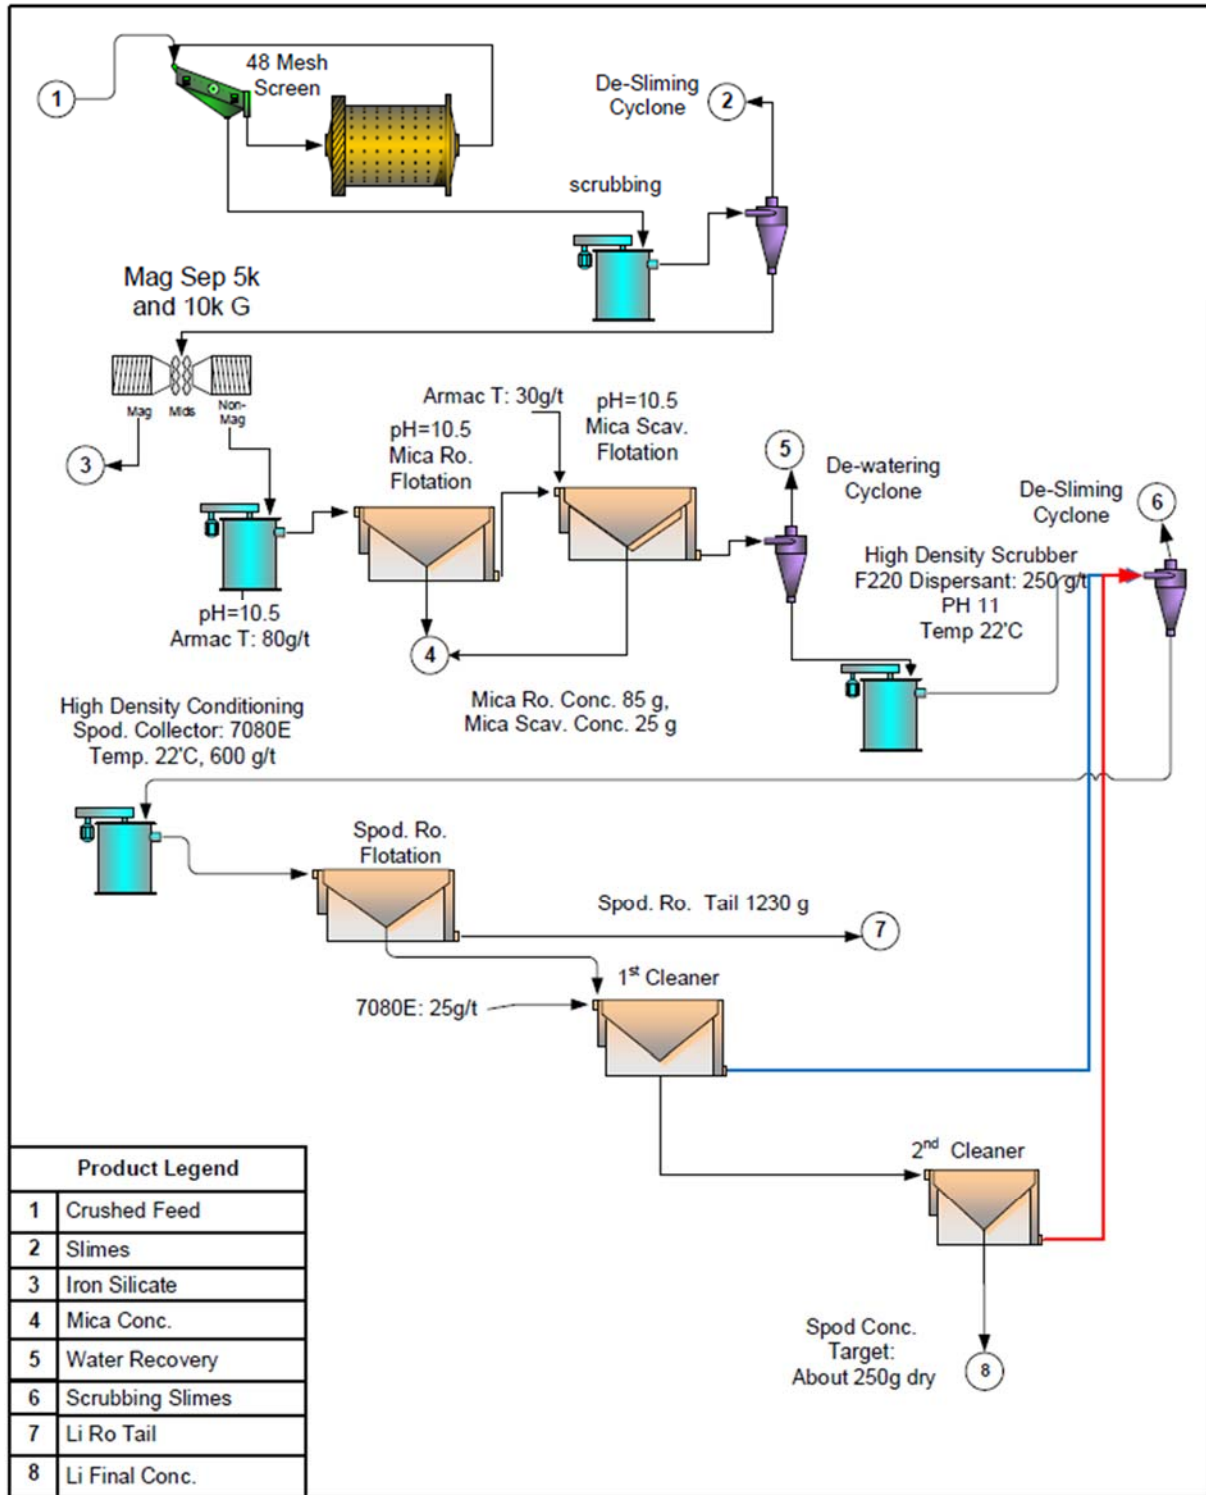 1
48 Mesh
Screen
De-Sliming
Cyclone
2
scrubbing
Mag Sep 5k
and 10k G
Mag
Mids
Non-
Mag
3
pH=10.5
Armac T: 80g/t
pH=10.5
Mica Ro.
Flotation
Armac T: 30g/t
pH=10.5
Mica Scav.
Flotation
4
Mica Ro. Conc. 85 g,
Mica Scav. Conc. 25 g
5
De-watering
Cyclone
De-Sliming
Cyclone
6
High Density Scrubber
F220 Dispersant: 250 g/t
PH 11
Temp 22'C
High Density Conditioning
Spod. Collector: 7080E
Temp. 22'C, 600 g/t
Spod. Ro.
Flotation
Spod. Ro. Tail 1230 g
7
1st Cleaner
7080E: 25g/t
2nd Cleaner
Spod Conc.
Target:
About 250g dry
8
Product Legend
1 Crushed Feed
2 Slimes
3 Iron Silicate
4 Mica Conc.
5 Water Recovery
6 Scrubbing Slimes
7 Li Ro Tail
8 Li Final Conc.